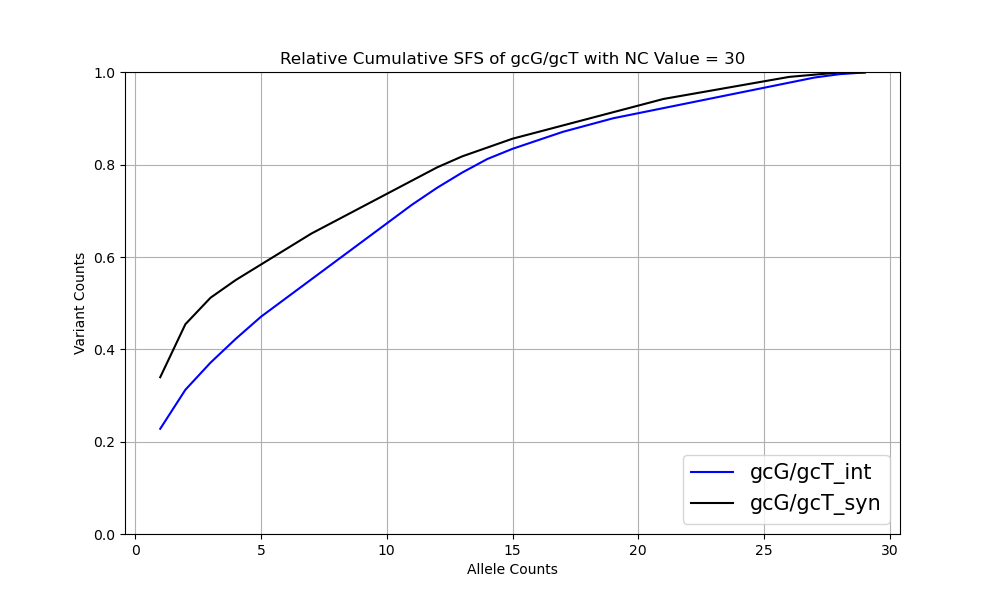 Relative Cumulative SFS of gcG/gcT with NC Value = 30
1.0
0.8
0.6
0.4
0.2
0.0
Variant Counts
0 5 10 15 20 25 30
Allele Counts
gcG/gcT_int
gcG/gcT_syn